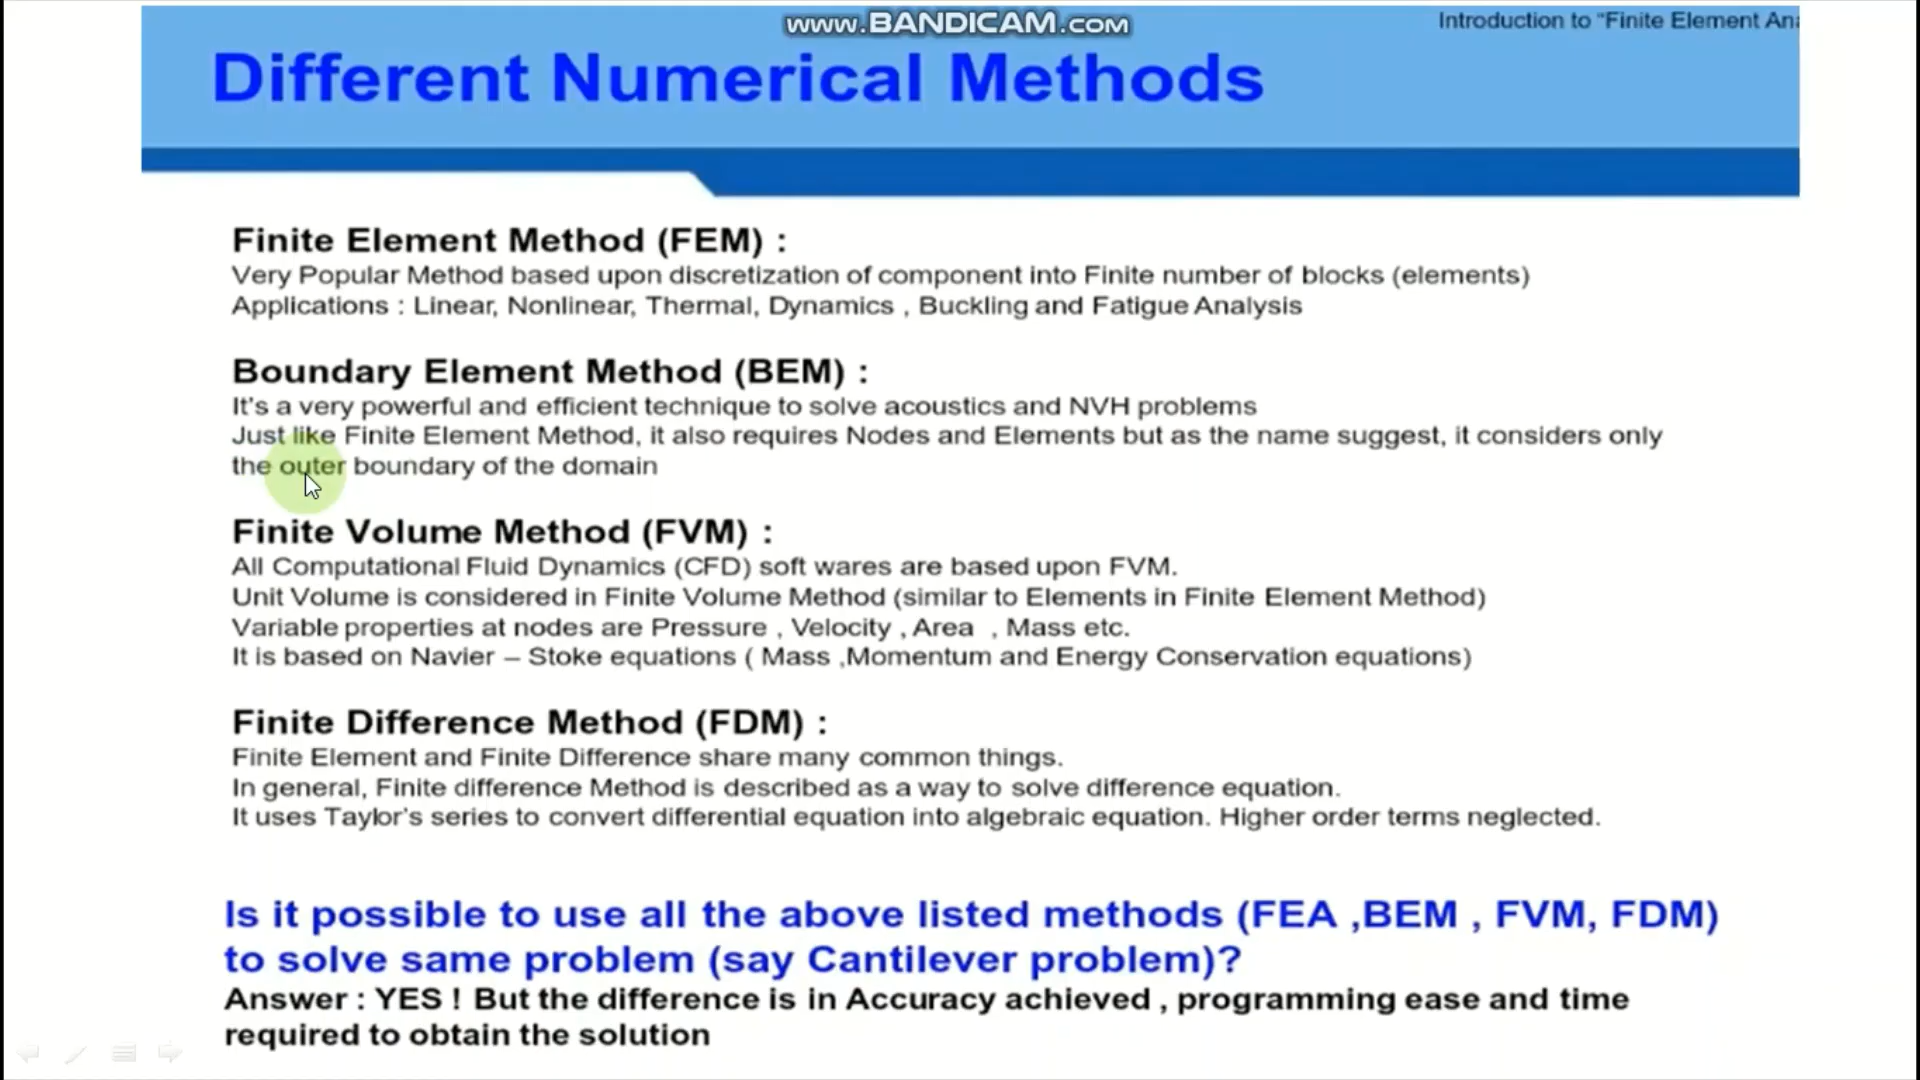 www.BANDICAM.com
Introduction to "Finite Element
Different Numerical Methods
Finite Element Method (FEM) :
Very Popular Method based upon discretization of component into Finite number of blocks (elements)
Applications : Linear, Nonlinear, Thermal, Dynamics , Buckling and Fatigue Analysis
Boundary Element Method (BEM) :
It's a very powerful and efficient technique to solve acoustics and NVH problems
Just like Finite Element Method, it also requires Nodes and Elements but as the name suggest, it considers only
the outer boundary of the domain
Finite Volume Method (FVM) :
All Computational Fluid Dynamics (CFD) soft wares are based upon FVM.
Unit Volume is considered in Finite Volume Method (similar to Elements in Finite Element Method)
Variable properties at nodes are Pressure , Velocity , Area , Mass etc.
It is based on Navier – Stoke equations ( Mass ,Momentum and Energy Conservation equations)
Finite Difference Method (FDM) :
Finite Element and Finite Difference share many common things.
In general, Finite difference Method is described as a way to solve difference equation.
It uses Taylor's series to convert differential equation into algebraic equation. Higher order terms neglected.
Is it possible to use all the above listed methods (FEA ,BEM , FVM, FDM)
to solve same problem (say Cantilever problem)?
Answer : YES ! But the difference is in Accuracy achieved , programming ease and time
required to obtain the solution